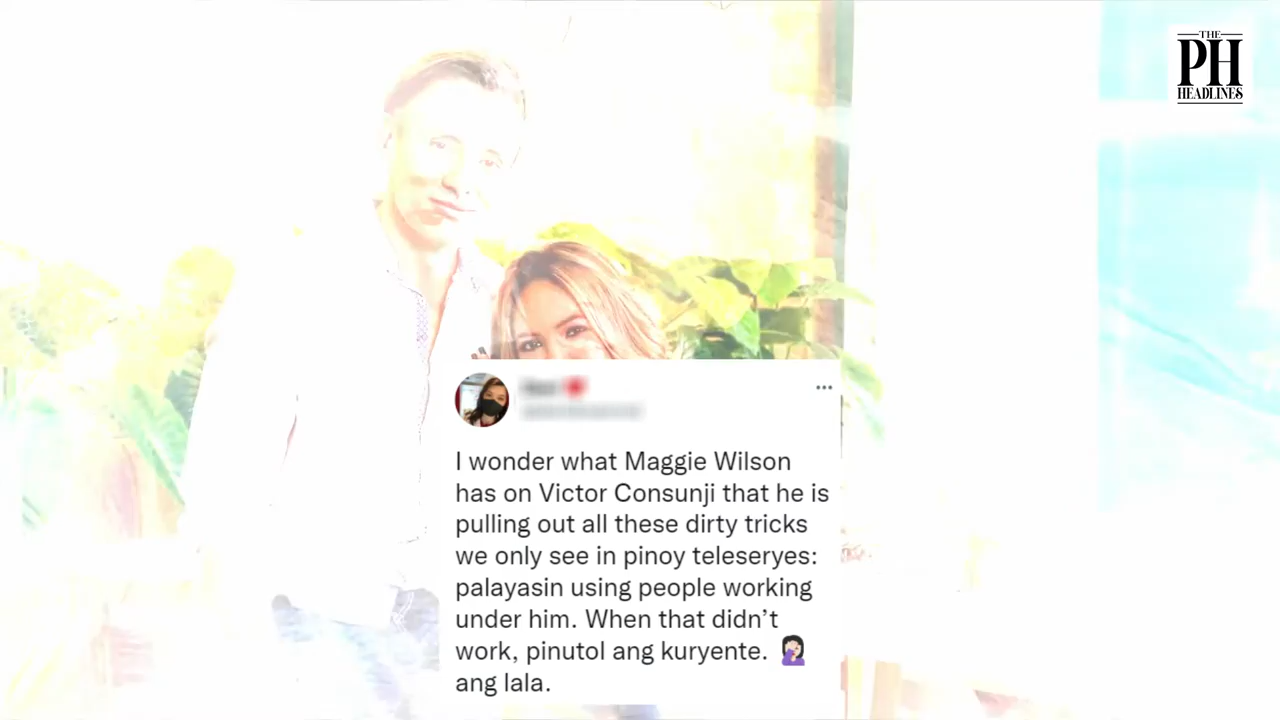 THE
PH
HEADLINES
I wonder what Maggie Wilson
has on Victor Consunji that he is
pulling out all these dirty tricks
we only see in pinoy teleseryes:
palayasin using people working
under him. When that didn’t
work, pinutol ang kuryente. 🤦🏻‍♀️
ang lala.